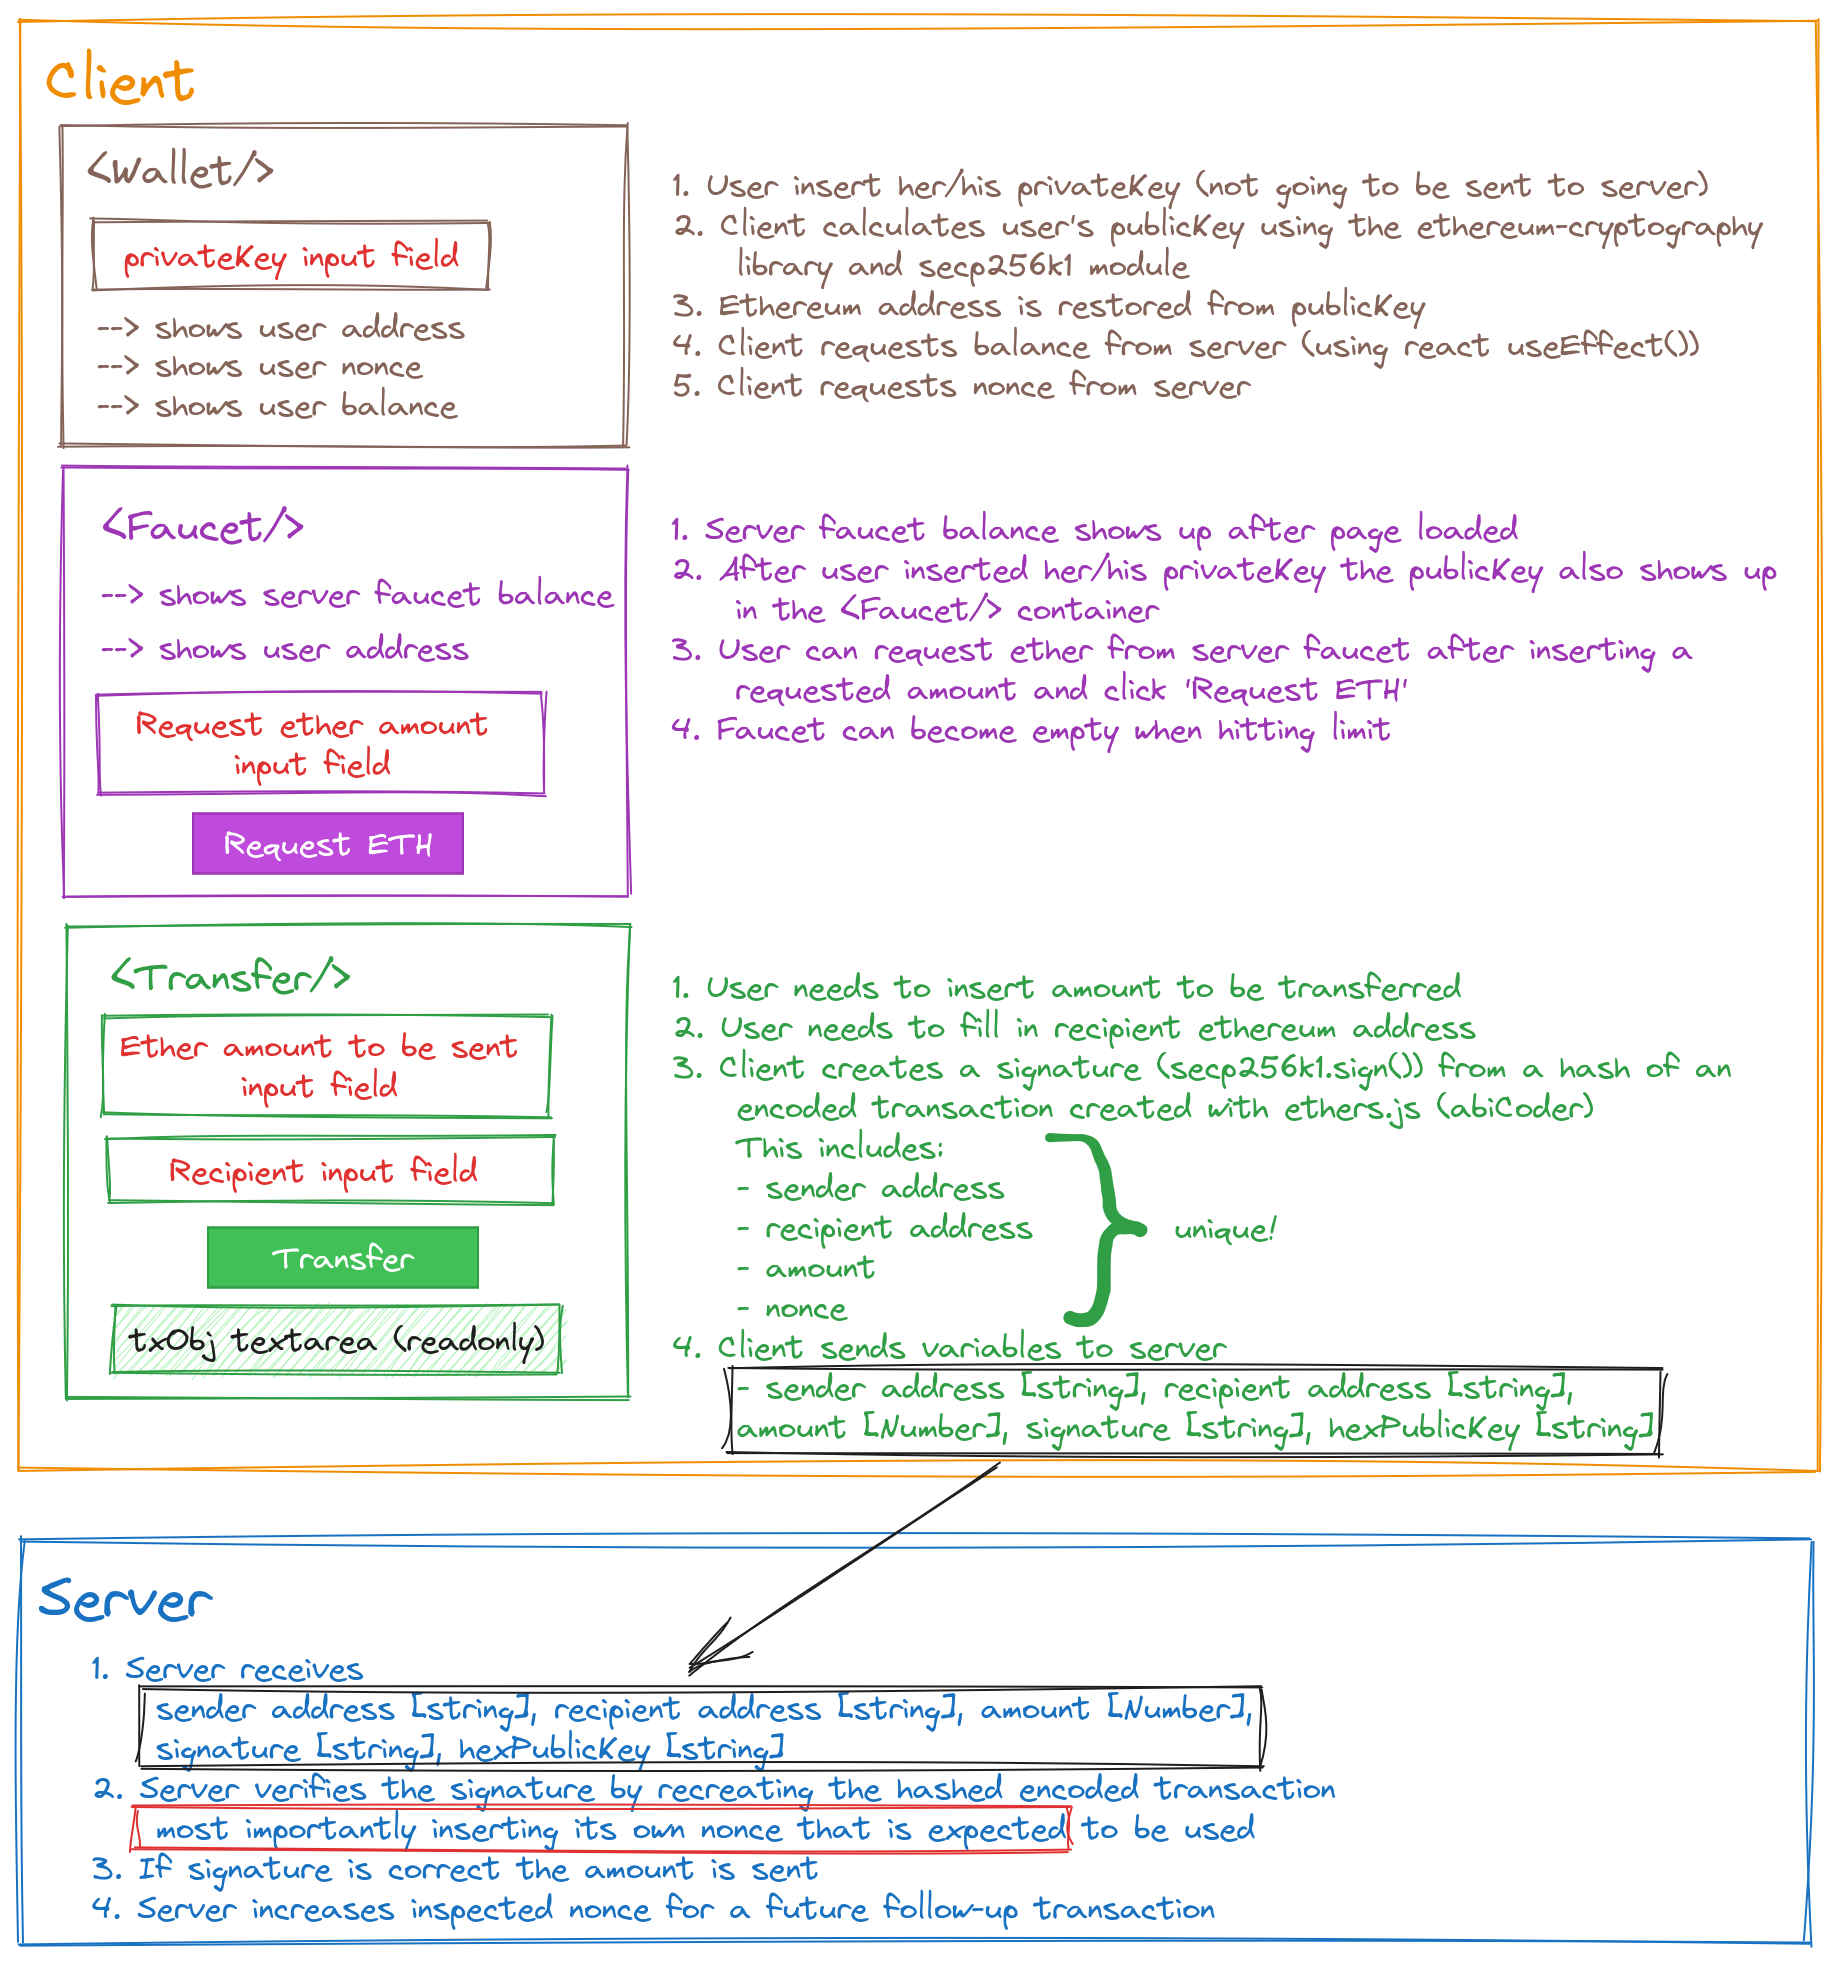 Client
<Wallet/>
privateKey input field
--> shows user address
--> shows user nonce
--> shows user balance
1. User insert her/his privateKey (not going to be sent to server)
2. Client calculates user's publicKey using the ethereum-cryptography
library and secp256k1 module
3. Ethereum address is restored from publicKey
4. Client requests balance from server (using react useEffect())
5. Client requests nonce from server
<Faucet/>
--> shows server faucet balance
--> shows user address
Request ether amount
input field
Request ETH
1. Server faucet balance shows up after page loaded
2. After user inserted her/his privateKey the publicKey also shows up
in the <Faucet/> container
3. User can request ether from server faucet after inserting a
requested amount and click 'Request ETH'
4. Faucet can become empty when hitting limit
<Transfer/>
Ether amount to be sent
input field
Recipient input field
Transfer
txObj textarea (readonly)
1. User needs to insert amount to be transferred
2. User needs to fill in recipient ethereum address
3. Client creates a signature (secp256k1.sign()) from a hash of an
encoded transaction created with ethers.js (abiCoder)
This includes:
- sender address
- recipient address
- amount
- nonce
unique!
4. Client sends variables to server
- sender address [string], recipient address [string],
amount [Number], signature [string], hexPublicKey [string]
Server
1. Server receives
sender address [string], recipient address [string], amount [Number],
signature [string], hexPublicKey [string]
2. Server verifies the signature by recreating the hashed encoded transaction
most importantly inserting its own nonce that is expected to be used
3. If signature is correct the amount is sent
4. Server increases inspected nonce for a future follow-up transaction